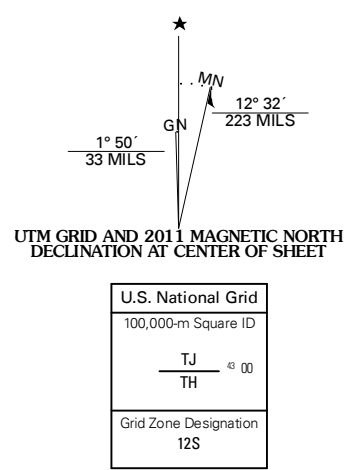 ★
MN
GN
12° 32´
223 MILS
1° 50´
33 MILS
UTM GRID AND 2011 MAGNETIC NORTH
DECLINATION AT CENTER OF SHEET
U.S. National Grid
100,000-m Square ID
TJ
43 00
TH
Grid Zone Designation
12S